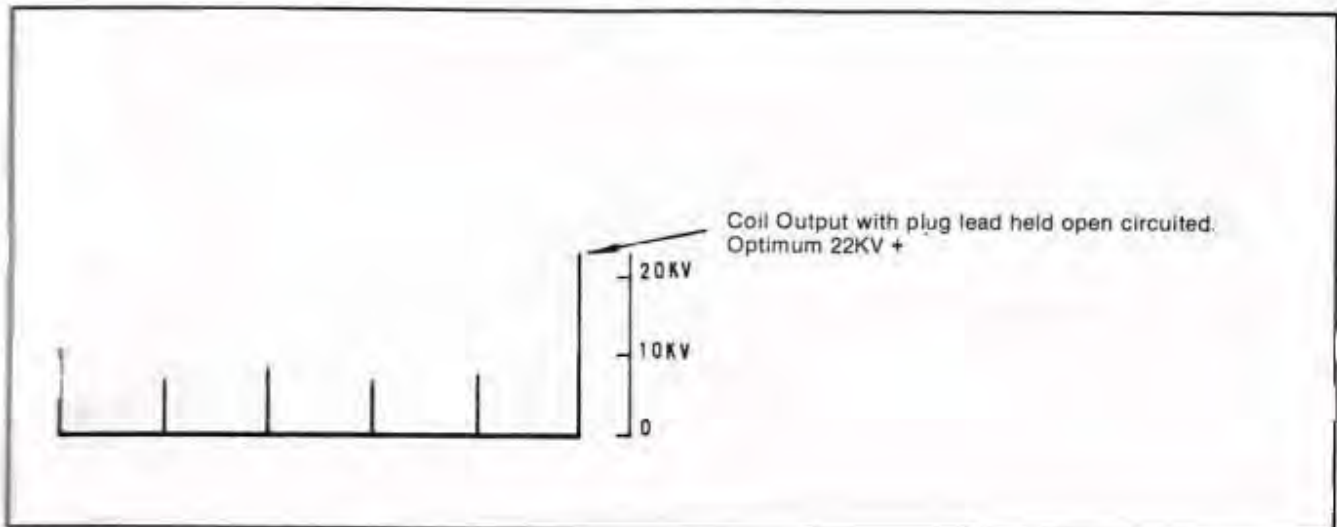 Coil Output with plug lead held open circuited.
Optimum 22KV +
20KV
10KV
0